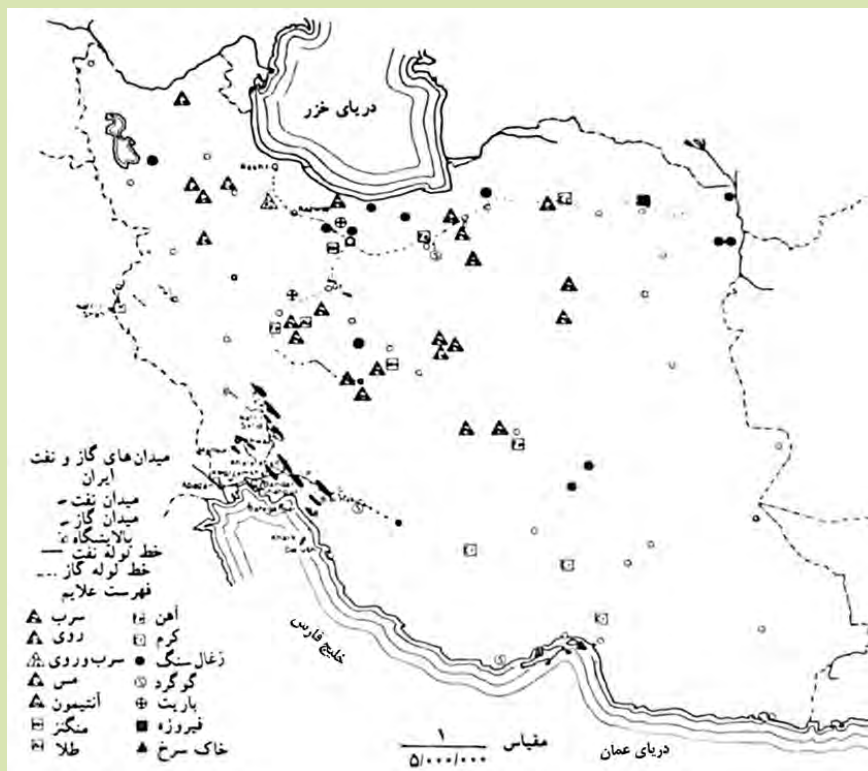 دریای خزر
Rasht
میدان‌های گاز و نفت
ایران
میدان نفت
میدان گاز
پالایشگاه
خط لوله نفت
خط لوله گاز
فهرست علایم
سرب
روی
سرب و روی
مس
آنتیمون
منگنز
طلا
آهن
کرم
زغال سنگ
گوگرد
باریت
فیروزه
خاک سرخ
خلیج فارس
دریای عمان
مقیاس
۱
۵/۰۰۰/۰۰۰